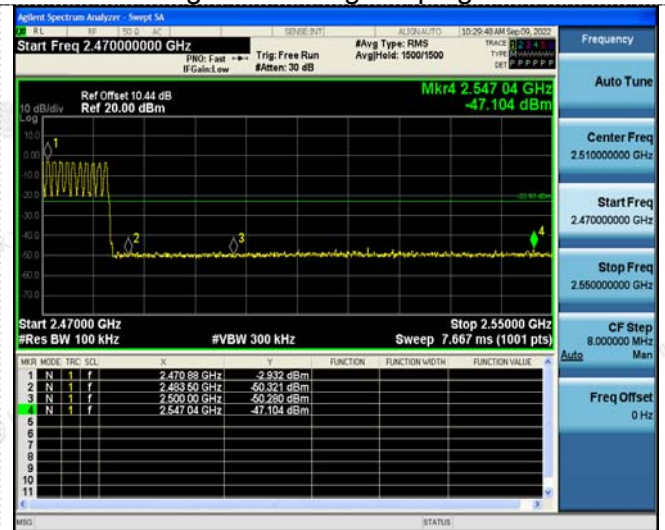 Agilent Spectrum Analyzer - Swept SA
RL RF 50 Ω AC SENSE:INT ALIGN AUTO 10:29:48 AM Sep 09, 2022
Start Freq 2.470000000 GHz
PNO: Fast
IFGain:Low
Trig: Free Run
#Atten: 30 dB
#Avg Type: RMS
Avg|Hold: 1500/1500
TRACE 1 2 3 4 5 6
TYPE
DET P P P P P P
Frequency
Ref Offset 10.44 dB
Ref 20.00 dBm
10 dB/div
Log
Mkr4 2.547 04 GHz
-47.104 dBm
10.0
0.00
-10.0
-20.0
-30.0
-40.0
-50.0
-60.0
-70.0
1
2
3
4
Start 2.47000 GHz
Stop 2.55000 GHz
#Res BW 100 kHz #VBW 300 kHz Sweep 7.667 ms (1001 pts)
MKR MODE TRC SCL X Y FUNCTION FUNCTION WIDTH FUNCTION VALUE
1 N 1 f 2.470 88 GHz -2.932 dBm
2 N 1 f 2.483 50 GHz -50.321 dBm
3 N 1 f 2.500 00 GHz -50.280 dBm
4 N 1 f 2.547 04 GHz -47.104 dBm
5
6
7
8
9
10
11
MSG STATUS
Auto Tune
Center Freq
2.510000000 GHz
Start Freq
2.470000000 GHz
Stop Freq
2.550000000 GHz
CF Step
8.000000 MHz
Auto Man
Freq Offset
0 Hz